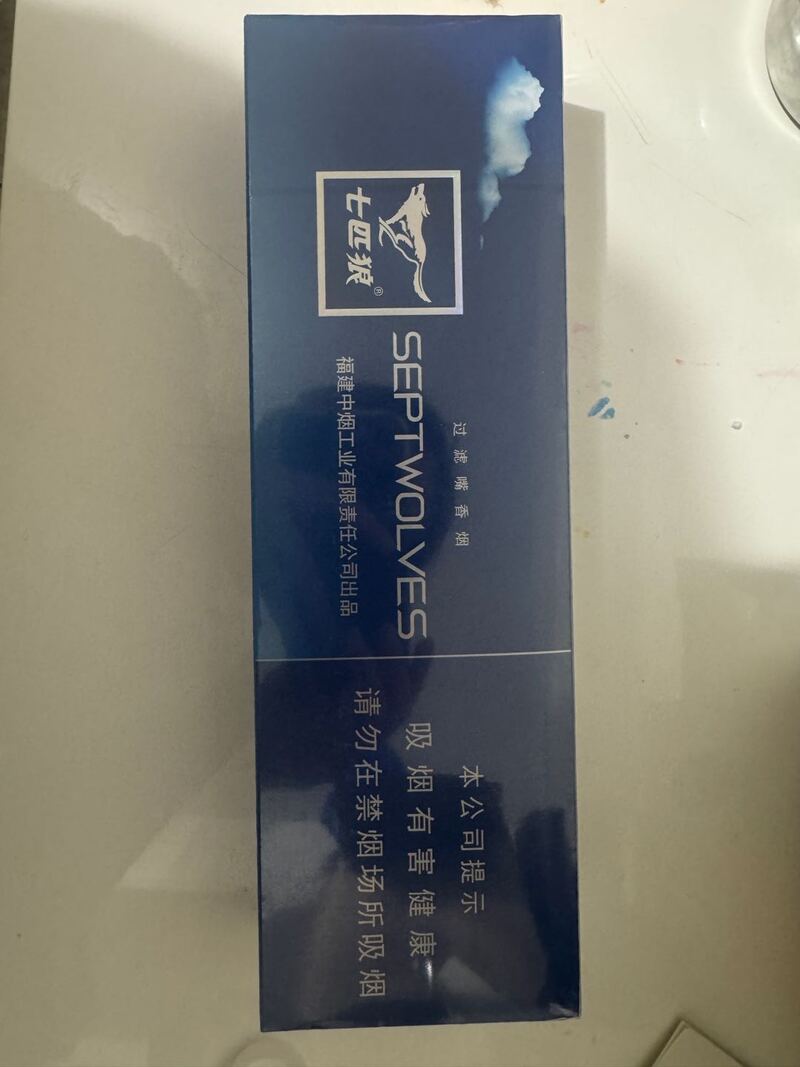 七匹狼®
过滤嘴香烟
SEPTWOLVES
福建中烟工业有限责任公司出品
本公司提示
吸烟有害健康
请勿在禁烟场所吸烟